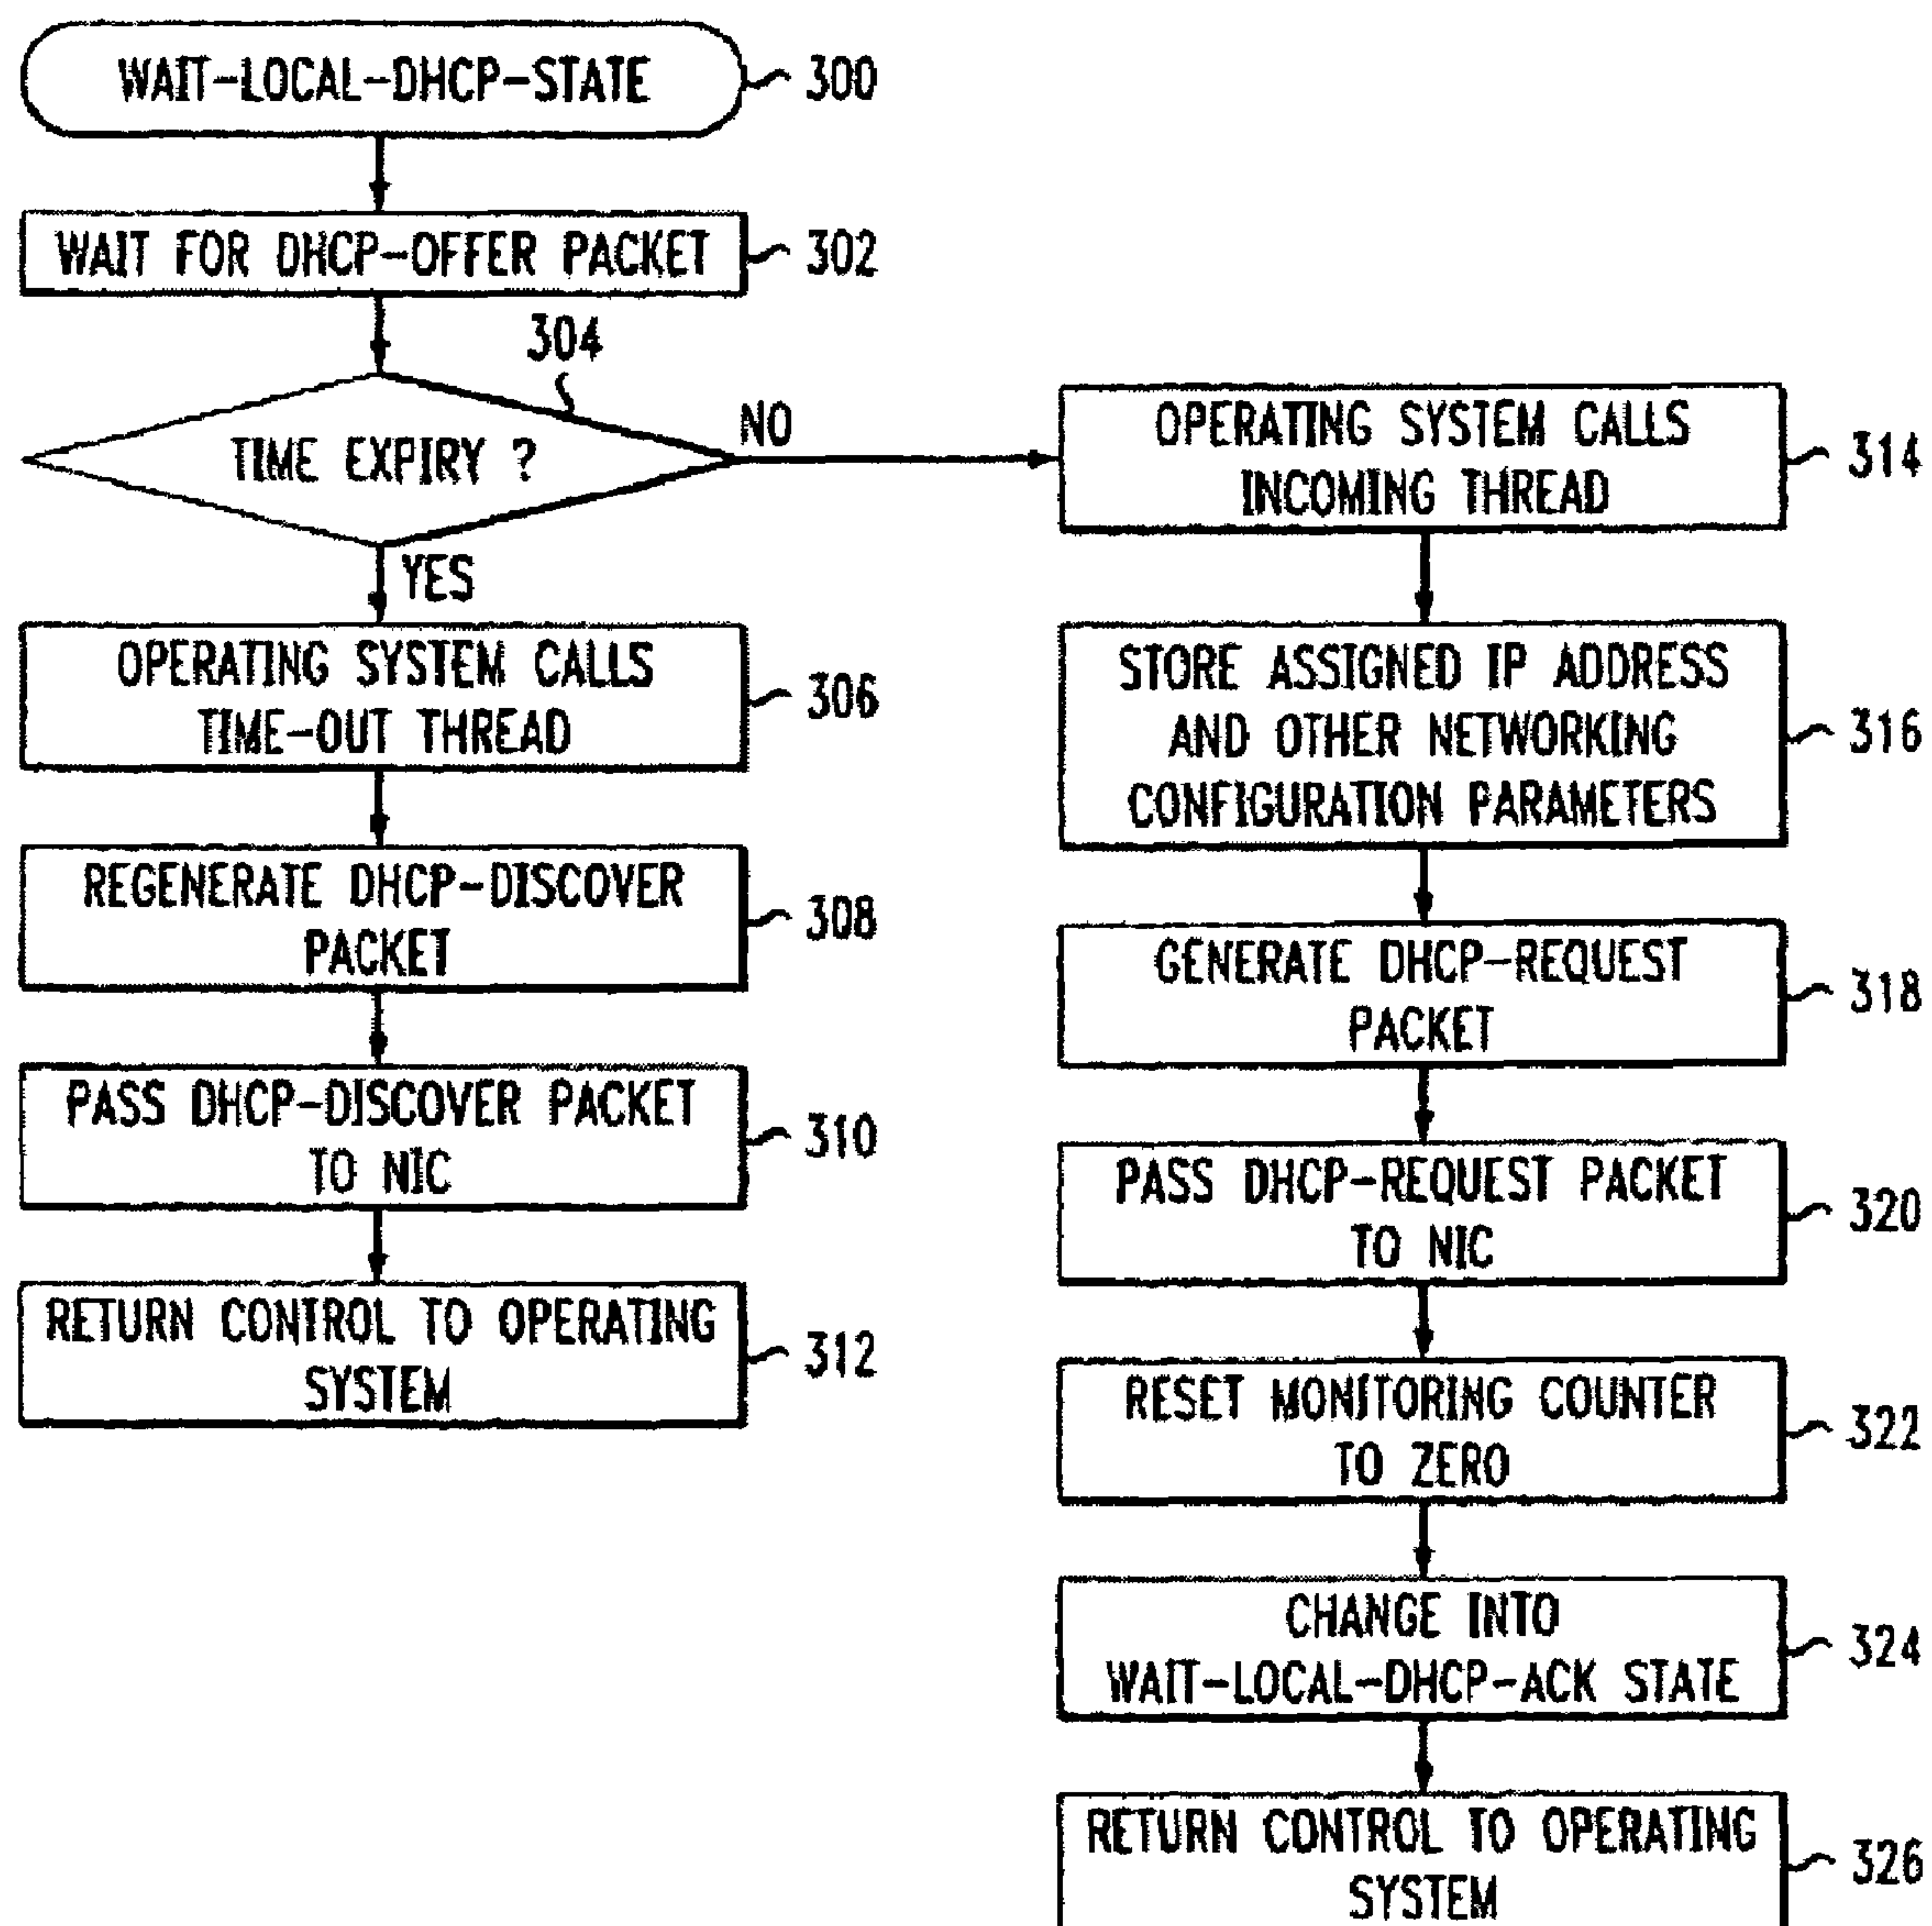 WAIT-LOCAL-DHCP-STATE
300
WAIT FOR DHCP-OFFER PACKET
302
304
TIME EXPIRY ?
NO
YES
OPERATING SYSTEM CALLS
TIME-OUT THREAD
306
REGENERATE DHCP-DISCOVER
PACKET
308
PASS DHCP-DISCOVER PACKET
TO NIC
310
RETURN CONTROL TO OPERATING
SYSTEM
312
OPERATING SYSTEM CALLS
INCOMING THREAD
314
STORE ASSIGNED IP ADDRESS
AND OTHER NETWORKING
CONFIGURATION PARAMETERS
316
GENERATE DHCP-REQUEST
PACKET
318
PASS DHCP-REQUEST PACKET
TO NIC
320
RESET MONITORING COUNTER
TO ZERO
322
CHANGE INTO
WAIT-LOCAL-DHCP-ACK STATE
324
RETURN CONTROL TO OPERATING
SYSTEM
326